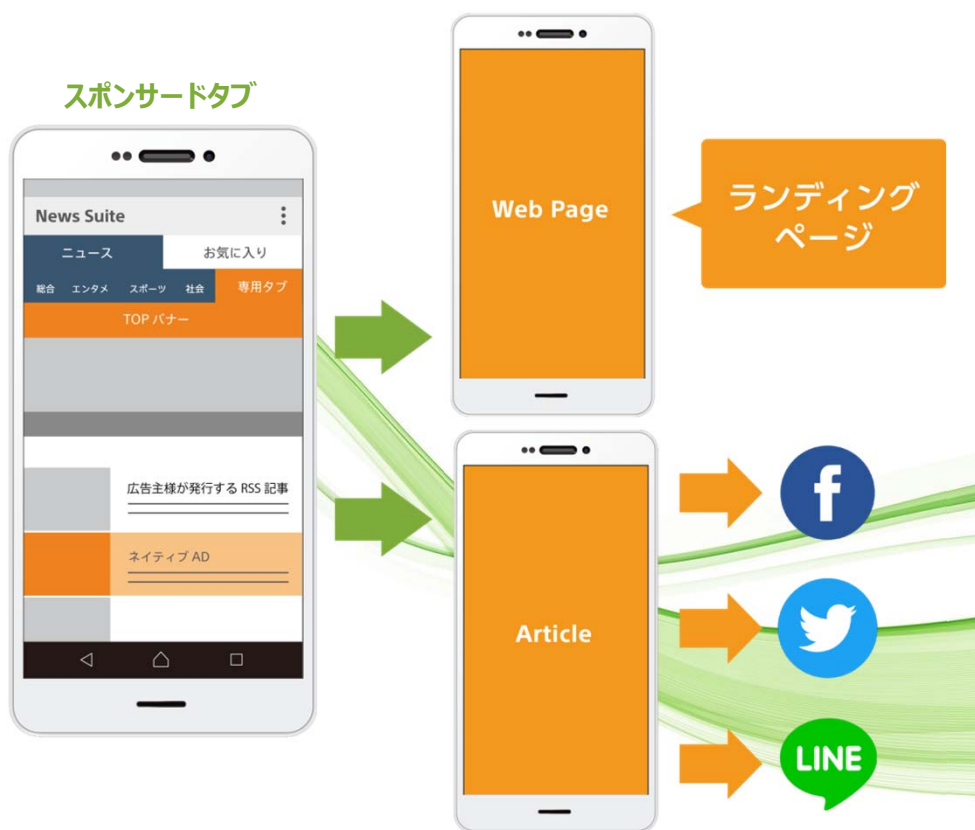 スポンサードタブ
News Suite
ニュース
お気に入り
総合 エンタメ スポーツ 社会 専用タブ
TOP バナー
広告主様が発行する RSS 記事
ネイティブ AD
Web Page
ランディング
ページ
Article
f
LINE